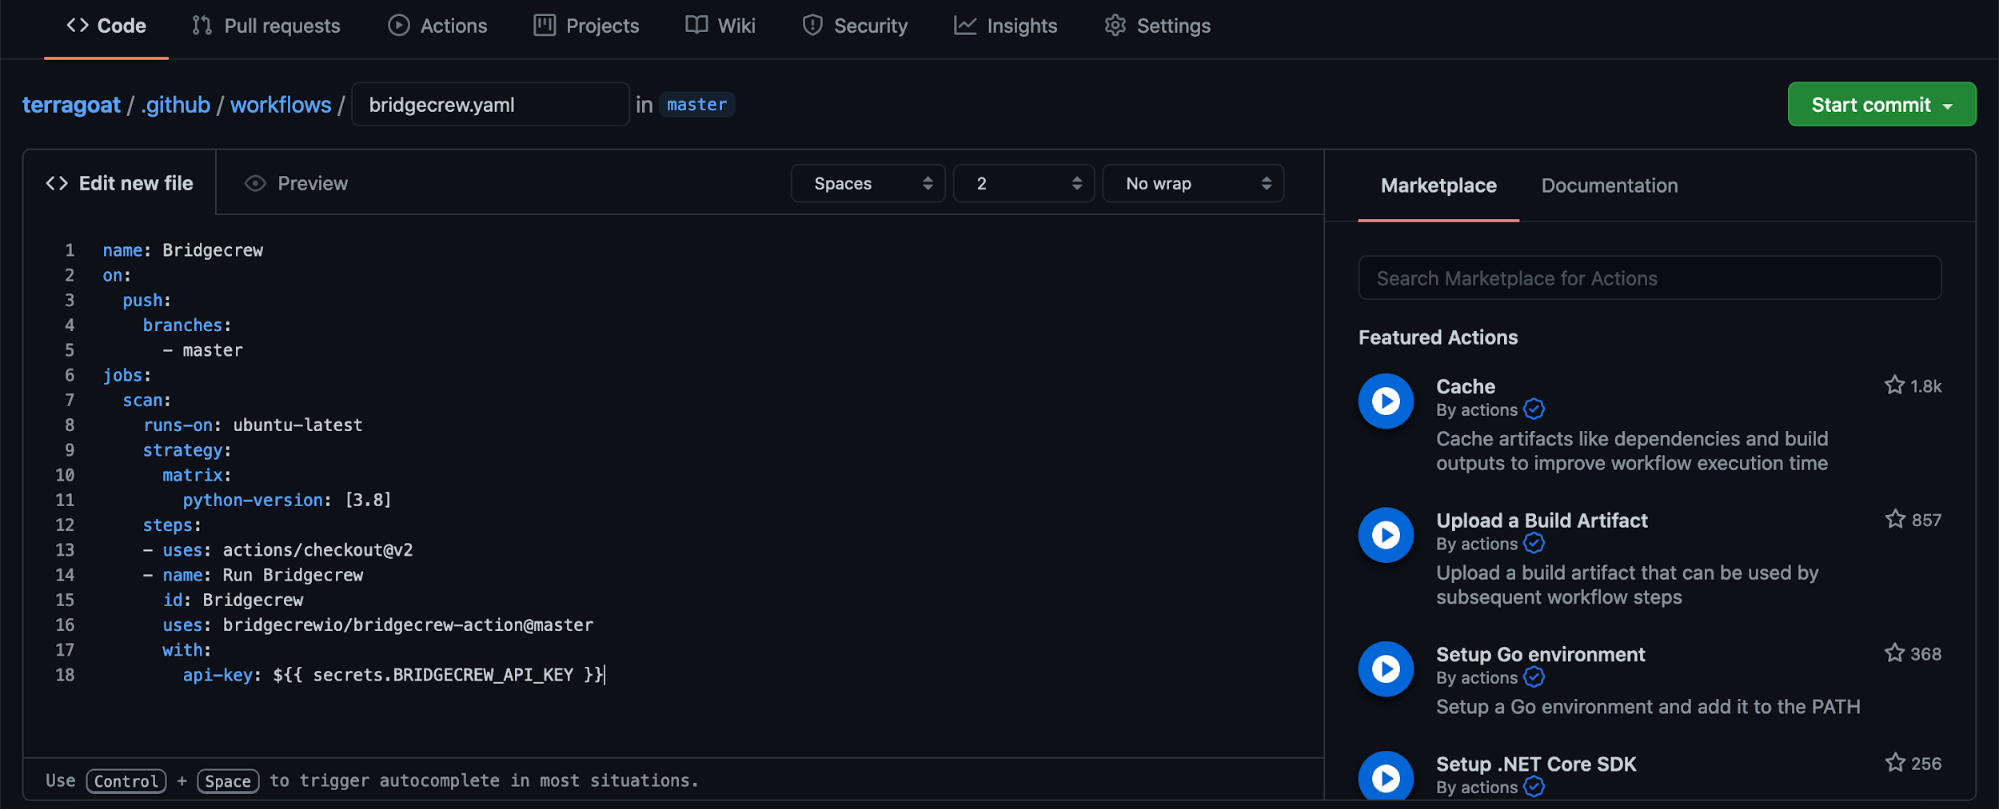 Code Pull requests Actions Projects Wiki Security Insights Settings
terragoat / .github / workflows / bridgecrew.yaml in master
Start commit
Edit new file Preview Spaces 2 No wrap
1 name: Bridgecrew
2 on:
3   push:
4     branches:
5       - master
6 jobs:
7   scan:
8     runs-on: ubuntu-latest
9     strategy:
10       matrix:
11         python-version: [3.8]
12     steps:
13     - uses: actions/checkout@v2
14     - name: Run Bridgecrew
15       id: Bridgecrew
16       uses: bridgecrewio/bridgecrew-action@master
17       with:
18         api-key: ${{ secrets.BRIDGECREW_API_KEY }}
Use Control + Space to trigger autocomplete in most situations.
Marketplace Documentation
Search Marketplace for Actions
Featured Actions
Cache 1.8k
By actions
Cache artifacts like dependencies and build
outputs to improve workflow execution time
Upload a Build Artifact 857
By actions
Upload a build artifact that can be used by
subsequent workflow steps
Setup Go environment 368
By actions
Setup a Go environment and add it to the PATH
Setup .NET Core SDK 256
By actions